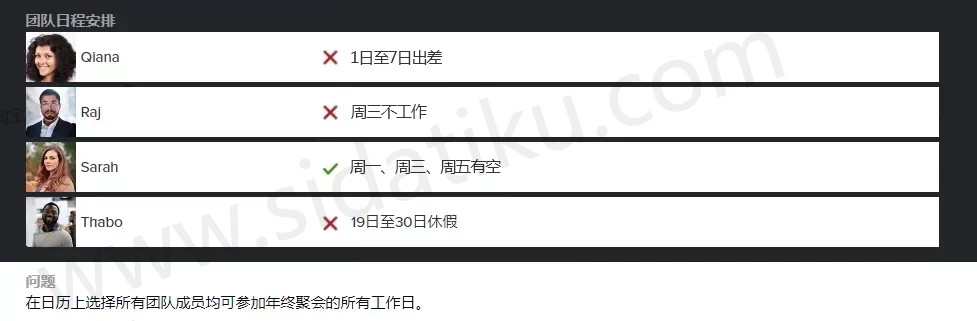 团队日程安排
Qiana 1日至7日出差
Raj 周三不工作
Sarah 周一、周三、周五有空
Thabo 19日至30日休假
www.sidatiku.com
问题
在日历上选择所有团队成员均可参加年终聚会的所有工作日。